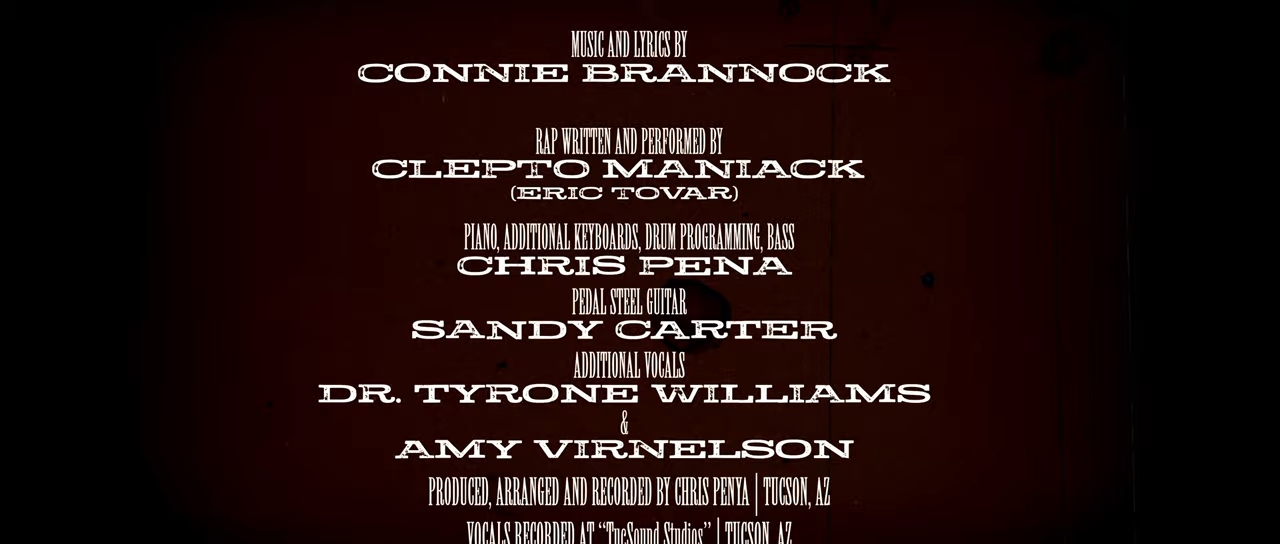 MUSIC AND LYRICS BY
CONNIE BRANNOCK
RAP WRITTEN AND PERFORMED BY
CLEPTO MANIACK
(ERIC TOVAR)
PIANO, ADDITIONAL KEYBOARDS, DRUM PROGRAMMING, BASS
CHRIS PENA
PEDAL STEEL GUITAR
SANDY CARTER
ADDITIONAL VOCALS
DR. TYRONE WILLIAMS
&
AMY VIRNELSON
PRODUCED, ARRANGED AND RECORDED BY CHRIS PENYA | TUCSON, AZ
VOCALS RECORDED AT “TucSound Studios” | TUCSON, AZ